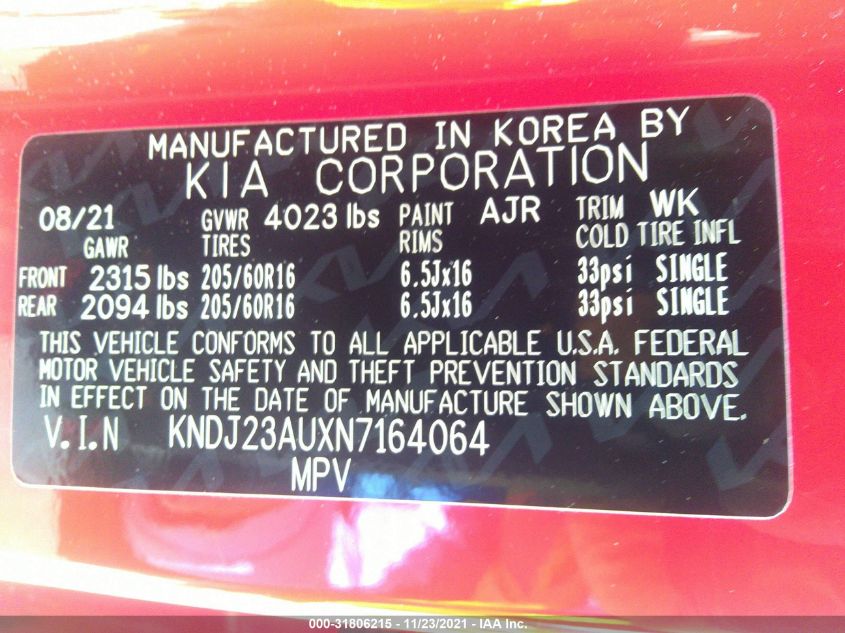 MANUFACTURED IN KOREA BY
KIA CORPORATION
08/21 GVWR 4023 lbs PAINT AJR TRIM WK
GAWR TIRES RIMS COLD TIRE INFL
FRONT 2315 lbs 205/60R16 6.5Jx16 33psi SINGLE
REAR 2094 lbs 205/60R16 6.5Jx16 33psi SINGLE
THIS VEHICLE CONFORMS TO ALL APPLICABLE U.S.A. FEDERAL
MOTOR VEHICLE SAFETY AND THEFT PREVENTION STANDARDS
IN EFFECT ON THE DATE OF MANUFACTURE SHOWN ABOVE.
V.I.N KNDJ23AUXN7164064
MPV
000-31806215 - 11/23/2021 - IAA Inc.